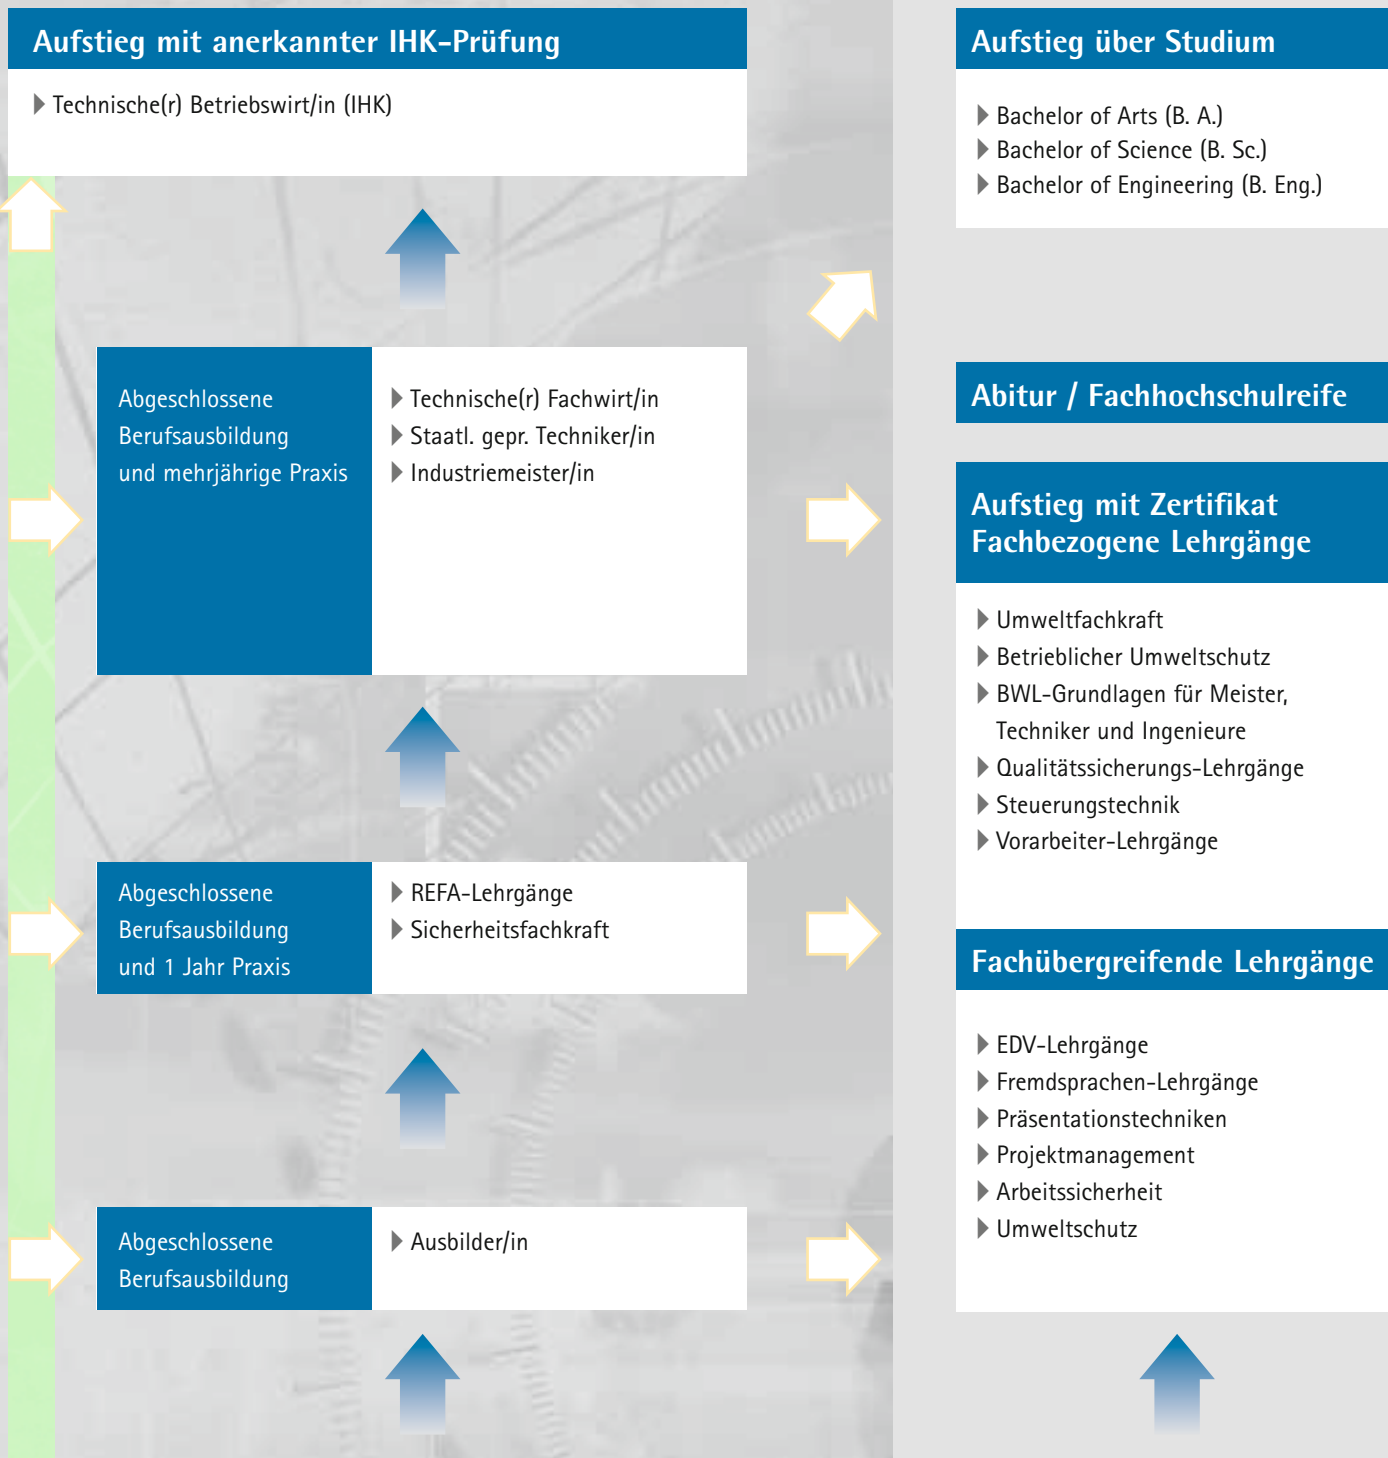 Aufstieg mit anerkannter IHK-Prüfung
Technische(r) Betriebswirt/in (IHK)
Abgeschlossene
Berufsausbildung
und mehrjährige Praxis
Technische(r) Fachwirt/in
Staatl. gepr. Techniker/in
Industriemeister/in
Abgeschlossene
Berufsausbildung
und 1 Jahr Praxis
REFA-Lehrgänge
Sicherheitsfachkraft
Abgeschlossene
Berufsausbildung
Ausbilder/in
Aufstieg über Studium
Bachelor of Arts (B. A.)
Bachelor of Science (B. Sc.)
Bachelor of Engineering (B. Eng.)
Abitur / Fachhochschulreife
Aufstieg mit Zertifikat
Fachbezogene Lehrgänge
Umweltfachkraft
Betrieblicher Umweltschutz
BWL-Grundlagen für Meister,
Techniker und Ingenieure
Qualitätssicherungs-Lehrgänge
Steuerungstechnik
Vorarbeiter-Lehrgänge
Fachübergreifende Lehrgänge
EDV-Lehrgänge
Fremdsprachen-Lehrgänge
Präsentationstechniken
Projektmanagement
Arbeitssicherheit
Umweltschutz